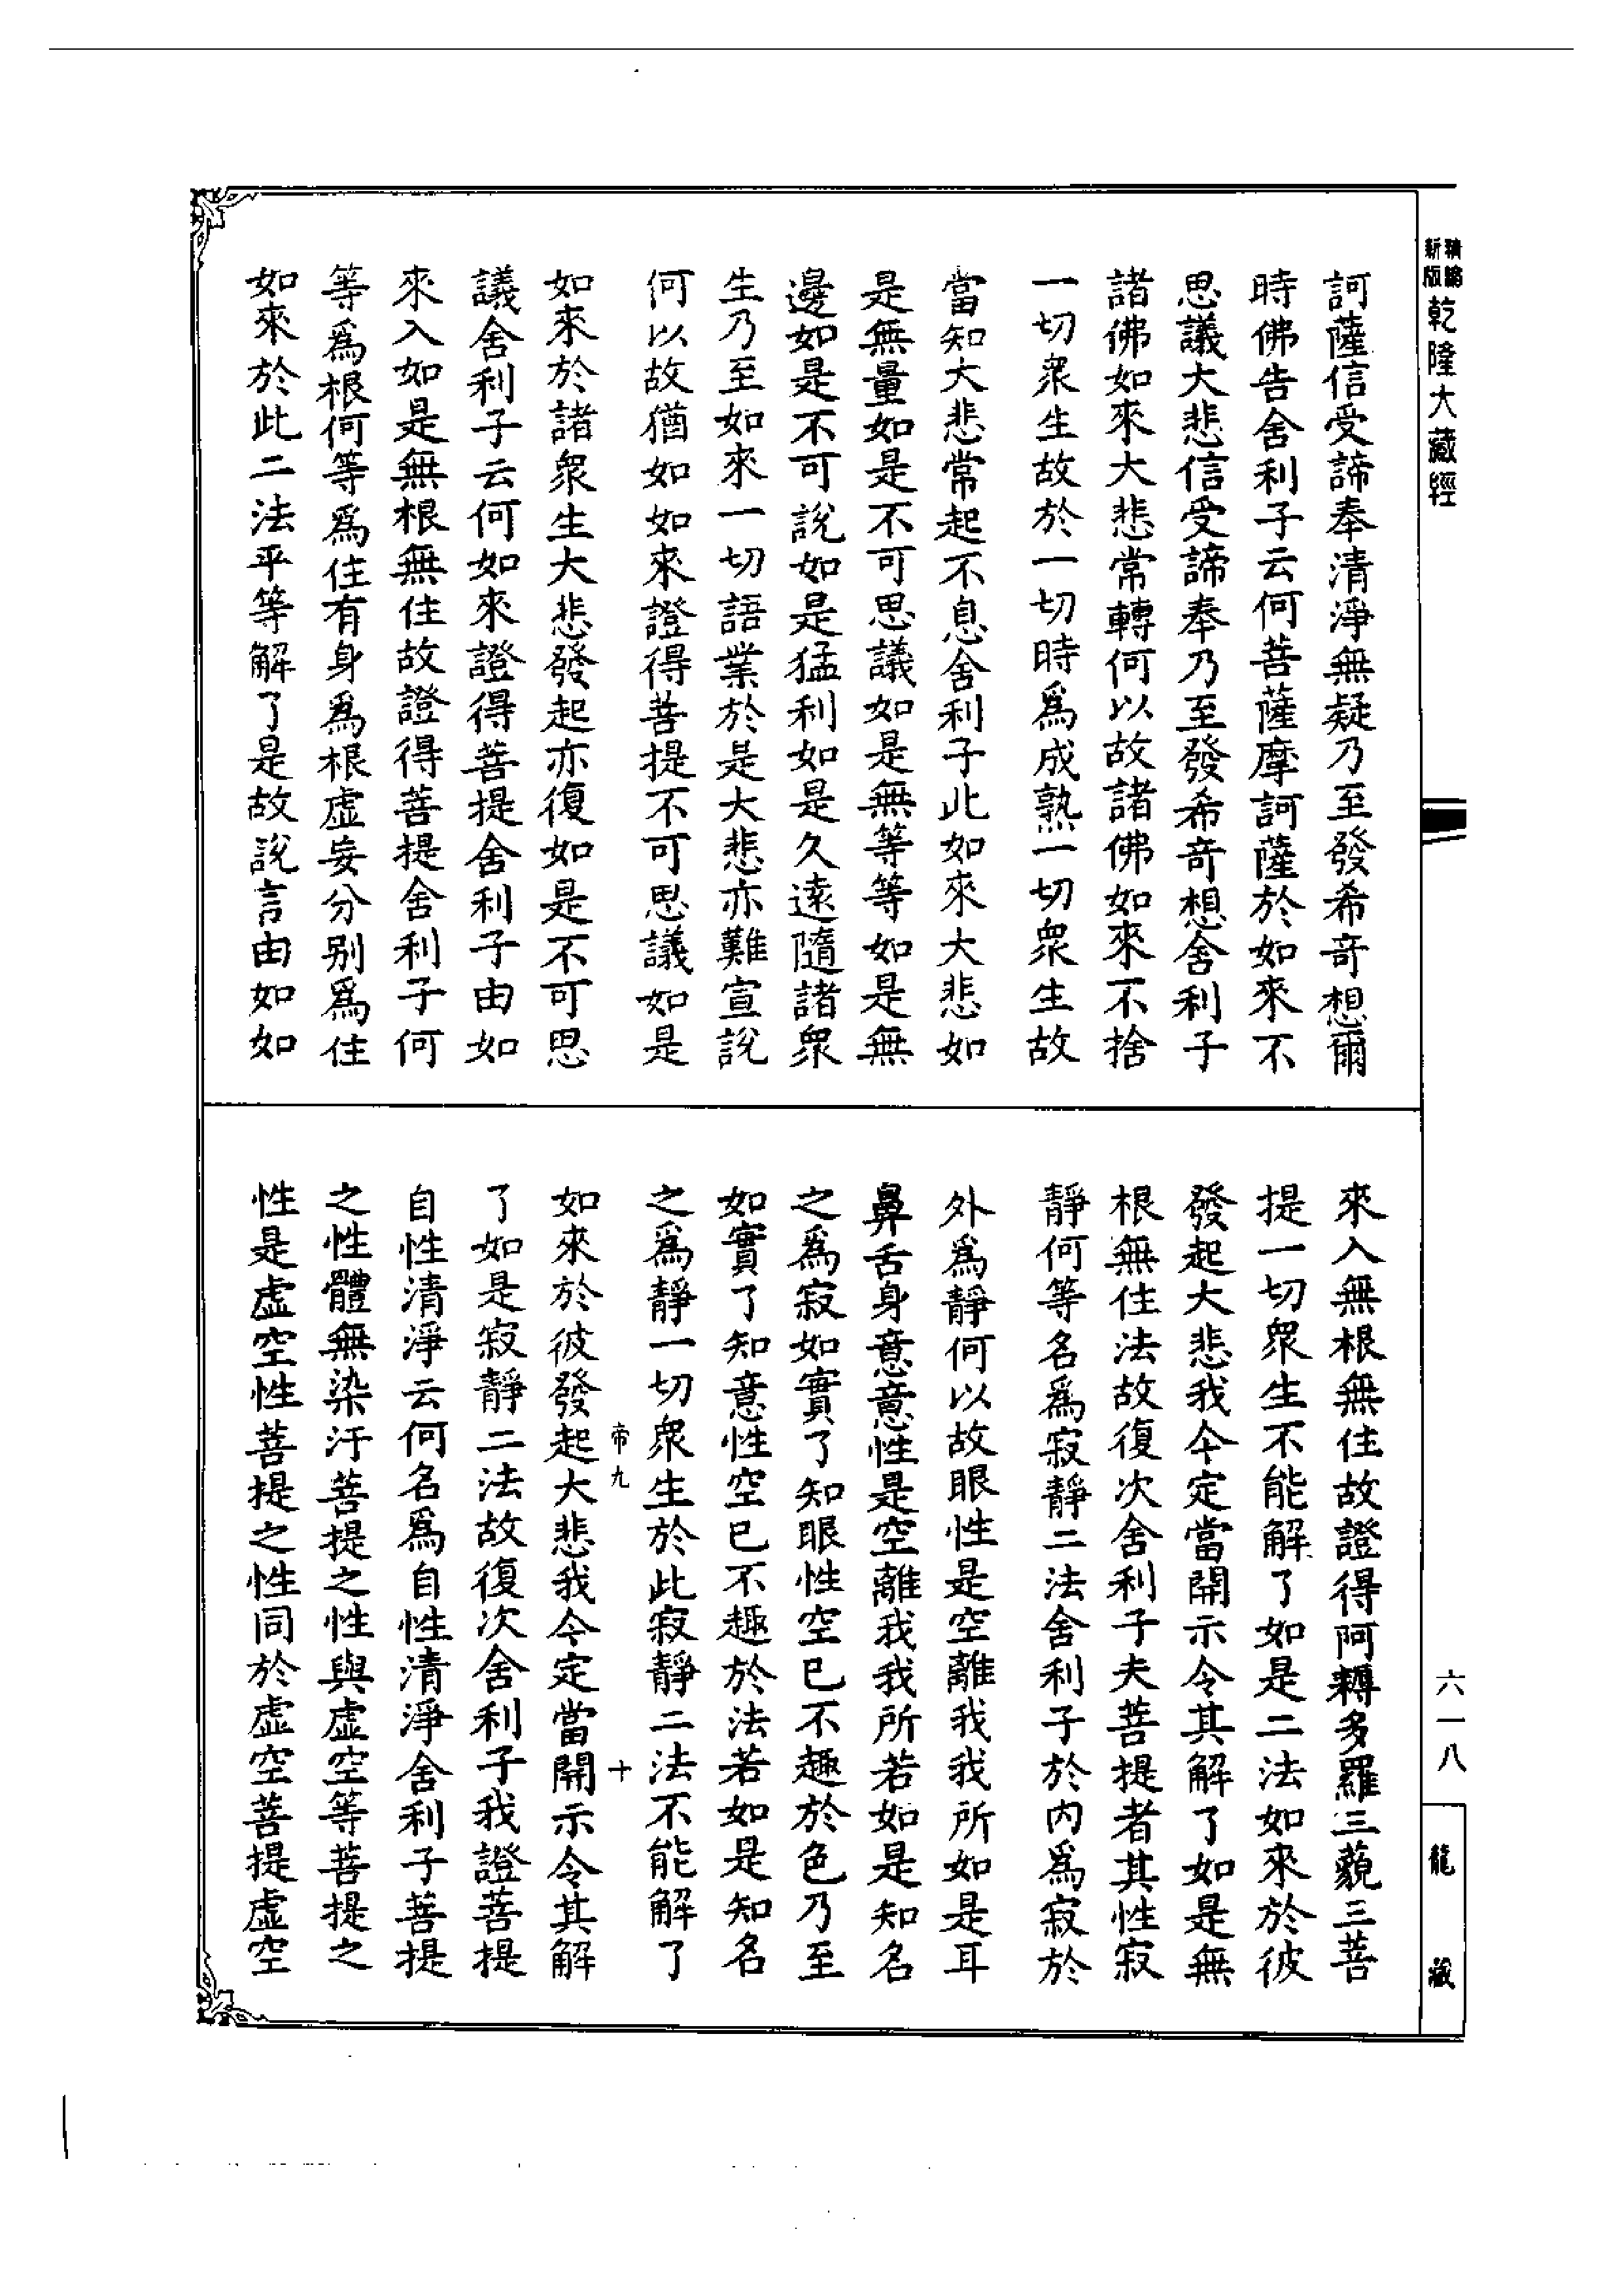 精縮新版乾隆大藏經
訶薩信受諦奉清淨無疑乃至發希奇想爾
時佛告舍利子云何菩薩摩訶薩於如來不
思議大悲信受諦奉乃至發希奇想舍利子
諸佛如來大悲常轉何以故諸佛如來不捨
一切眾生故於一切時為成熟一切眾生故
當知大悲常起不息舍利子此如來大悲如
是無量如是不可思議如是無等等如是無
邊如是不可說如是猛利如是久遠隨諸眾
生乃至如來一切語業於是大悲亦難宣說
何以故猶如如來證得菩提不可思議如是
如來於諸眾生大悲發起亦復如是不可思
議舍利子云何如來證得菩提舍利子由如
來入如是無根無住故證得菩提舍利子何
等為根何等為住有身為根虛妄分別為住
如來於此二法平等解了是故說言由如如
來入無根無住故證得阿耨多羅三藐三菩
提一切眾生不能解了如是二法如來於彼
發起大悲我今定當開示令其解了如是無
根無住法故復次舍利子夫菩提者其性寂
靜何等名為寂靜二法舍利子於內為寂於
外為靜何以故眼性是空離我我所如是耳
鼻舌身意意性是空離我我所若如是知名
之為寂如實了知眼性空已不趣於色乃至
如實了知意性空已不趣於法若如是知名
之為靜一切眾生於此寂靜二法不能解了
帝九 十
如來於彼發起大悲我今定當開示令其解
了如是寂靜二法故復次舍利子我證菩提
自性清淨云何名為自性清淨舍利子菩提
之性體無染汙菩提之性與虛空等菩提之
性是虛空性菩提之性同於虛空菩提虛空
六一八
龍藏